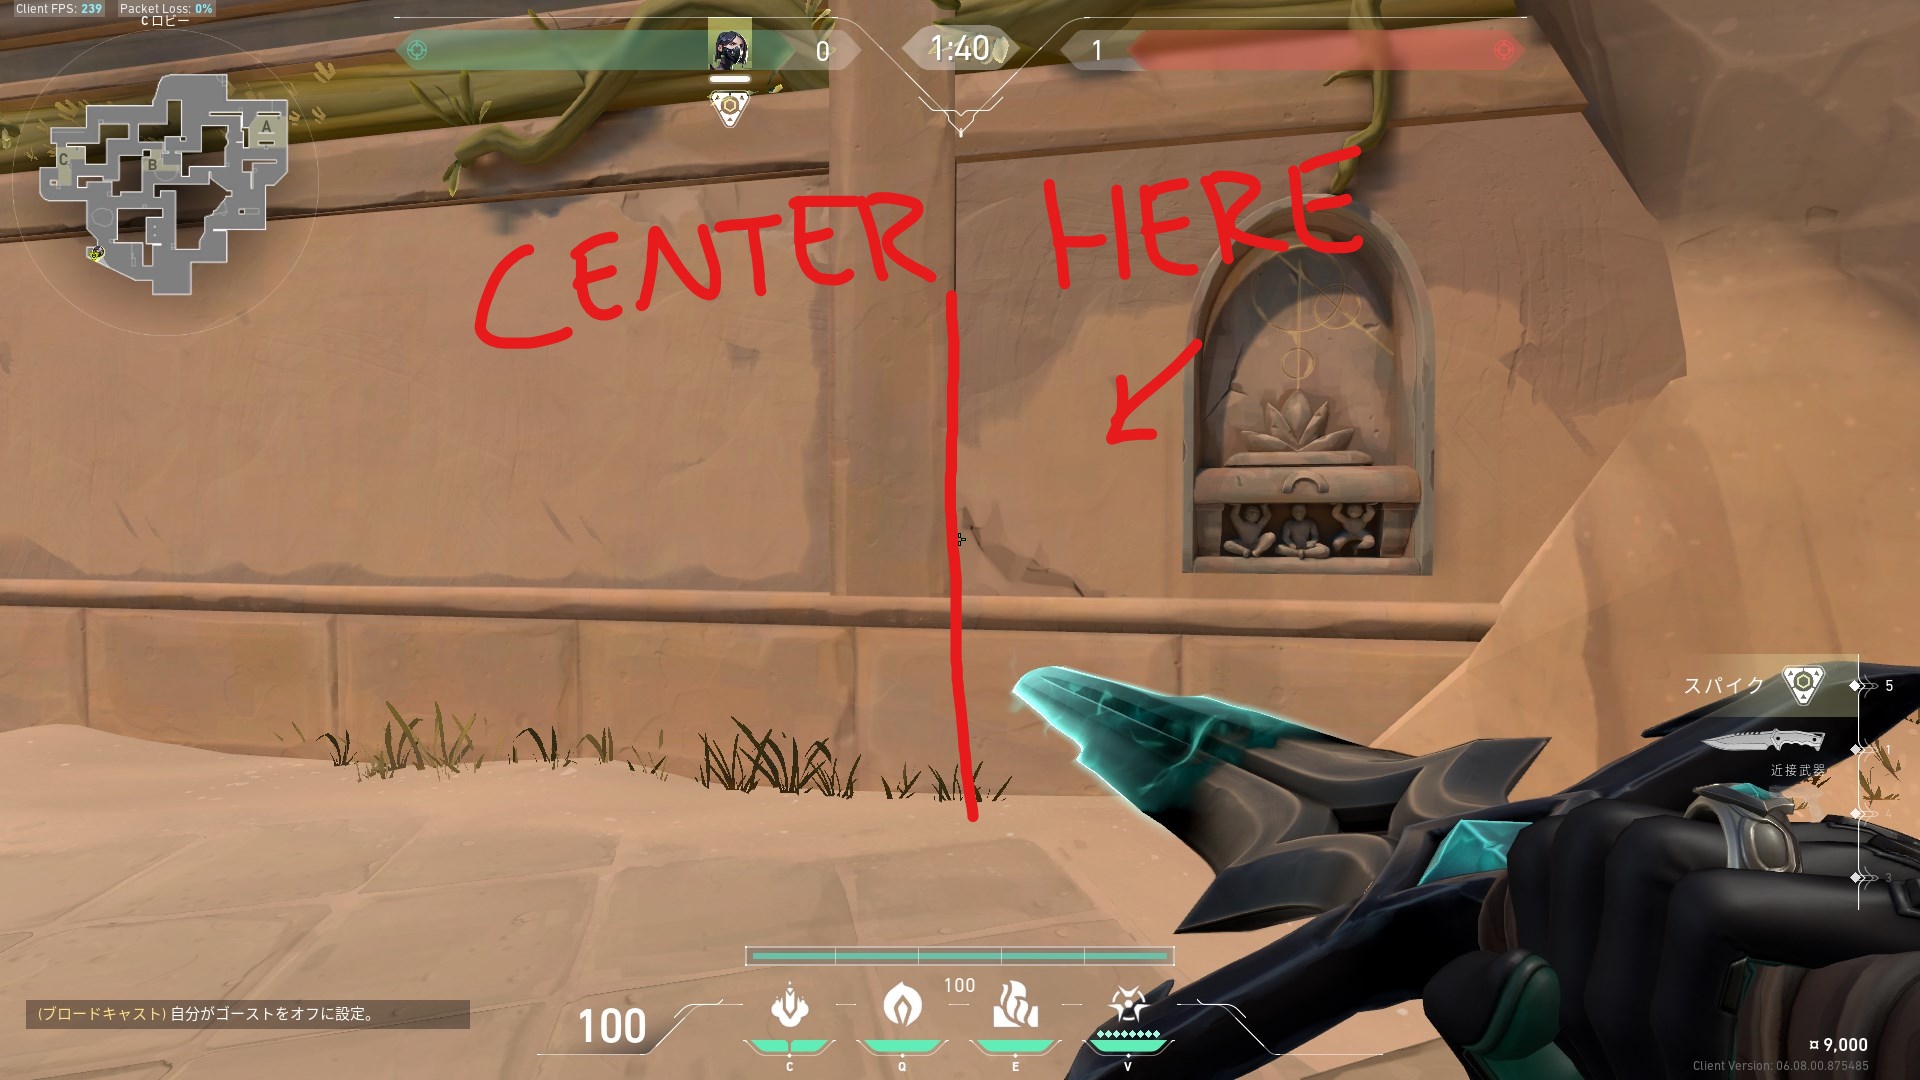 Client FPS: 239 Packet Loss: 0%
C ロビー
0 1:40 1
A
C
B
CENTER HERE
スパイク
5
1
近接武器
4
3
(ブロードキャスト) 自分がゴーストをオフに設定。
100
100
C Q E V
¤ 9,000
Client Version: 06.08.00.875485